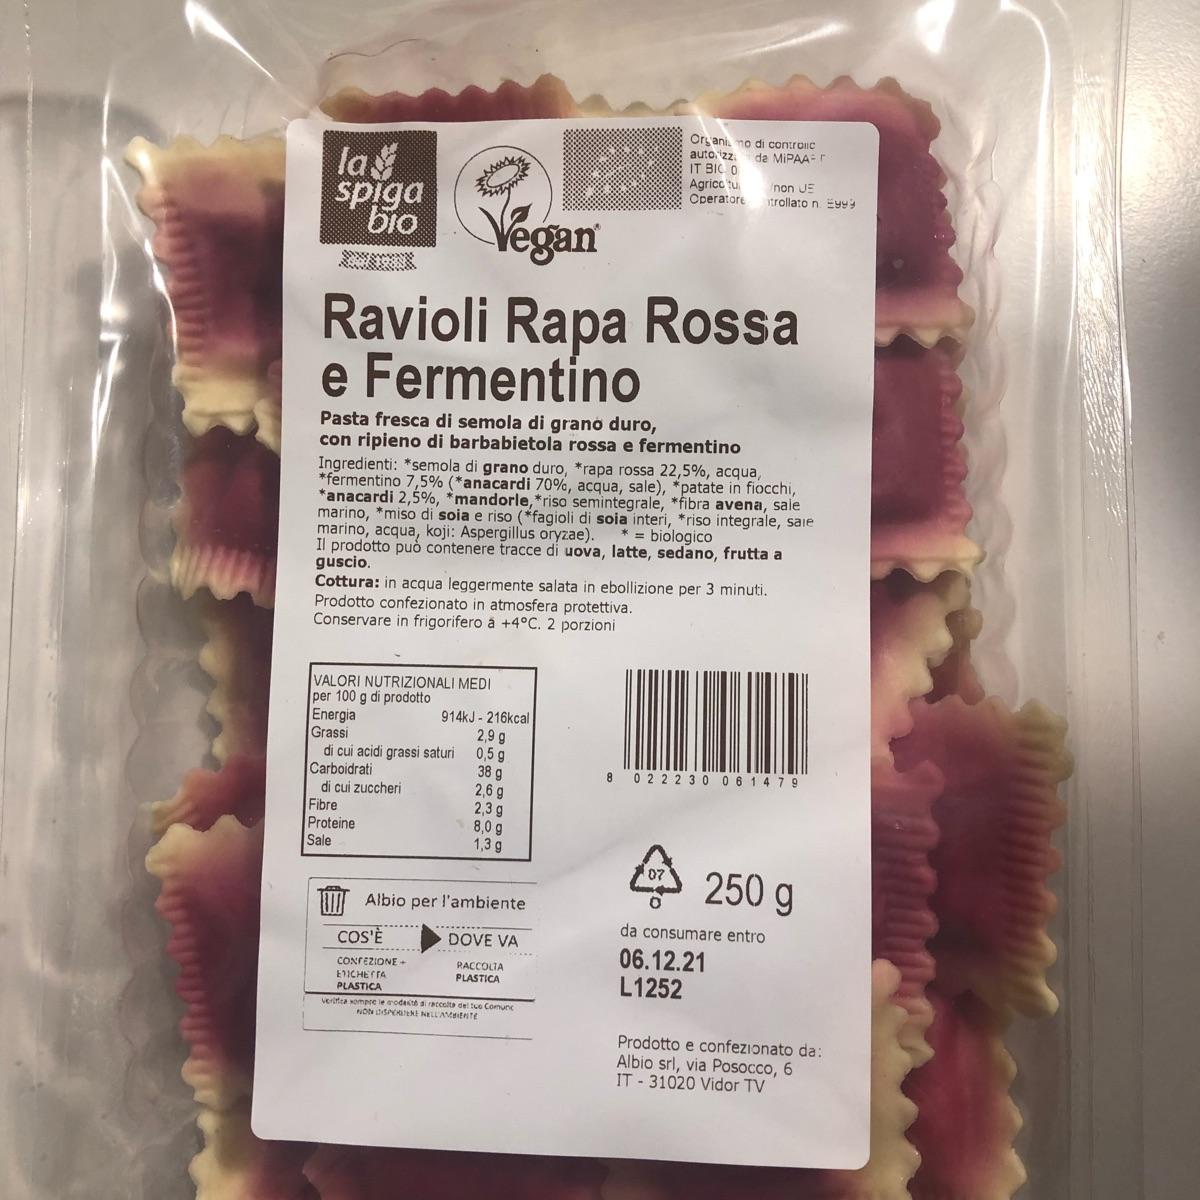 la
spiga
bio
Vegan
Organismo di controllo
da MiPAAF
IT BIO
/non UE
Operatore controllato n.
Ravioli Rapa Rossa
e Fermentino
Pasta fresca di semola di grano duro,
con ripieno di barbabietola rossa e fermentino
Ingredienti: *semola di grano duro, *rapa rossa 22,5%, acqua,
*fermentino 7,5% (*anacardi 70%, acqua, sale), *patate in fiocchi,
*anacardi 2,5%, *mandorle,*riso semintegrale, *fibra avena, sale
marino, *miso di soia e riso (*fagioli di soia interi, *riso integrale, sale
marino, acqua, koji: Aspergillus oryzae). * = biologico
Il prodotto può contenere tracce di uova, latte, sedano, frutta a
guscio.
Cottura: in acqua leggermente salata in ebollizione per 3 minuti.
Prodotto confezionato in atmosfera protettiva.
Conservare in frigorifero a +4°C. 2 porzioni
VALORI NUTRIZIONALI MEDI
per 100 g di prodotto
Energia 914kJ - 216kcal
Grassi 2,9 g
di cui acidi grassi saturi 0,5 g
Carboidrati 38 g
di cui zuccheri 2,6 g
Fibre 2,3 g
Proteine 8,0 g
Sale 1,3 g
8 022230 061479
Albio per l'ambiente
COS'È DOVE VA
CONFEZIONE +
ETICHETTA
PLASTICA
RACCOLTA
PLASTICA
Verifica sempre le modalità di raccolta del tuo Comune
NON DISPERDERE NELL'AMBIENTE
07
O
250 g
da consumare entro
06.12.21
L1252
Prodotto e confezionato da:
Albio srl, via Posocco, 6
IT - 31020 Vidor TV